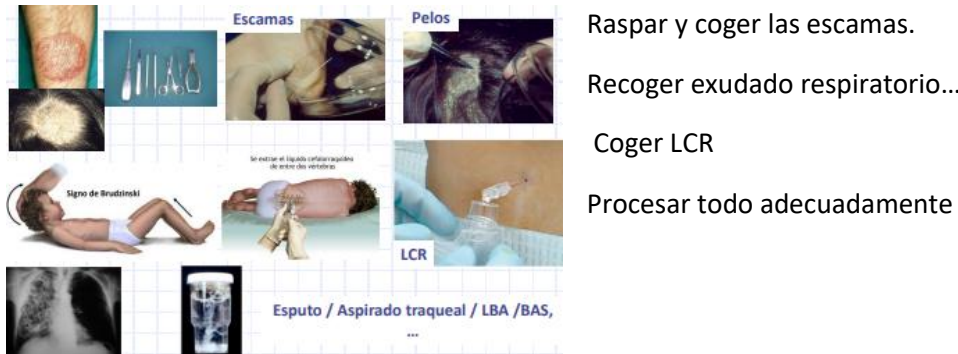 Escamas
Pelos
Raspar y coger las escamas.
Recoger exudado respiratorio...
Coger LCR
Procesar todo adecuadamente
Signo de Brudzinski
Se extrae el líquido cefalorraquídeo
de entre dos vértebras
LCR
Esputo / Aspirado traqueal / LBA /BAS,
...